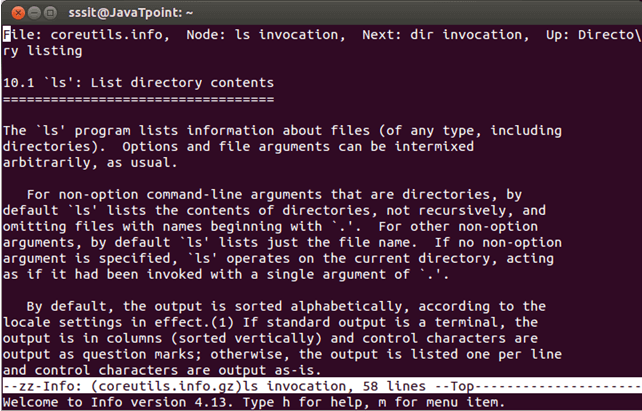 sssit@JavaTpoint: ~
File: coreutils.info,  Node: ls invocation,  Next: dir invocation,  Up: Directo\
ry listing
10.1 `ls': List directory contents
==================================
The `ls' program lists information about files (of any type, including
directories).  Options and file arguments can be intermixed
arbitrarily, as usual.
   For non-option command-line arguments that are directories, by
default `ls' lists the contents of directories, not recursively, and
omitting files with names beginning with `.'.  For other non-option
arguments, by default `ls' lists just the file name.  If no non-option
argument is specified, `ls' operates on the current directory, acting
as if it had been invoked with a single argument of `.'.
   By default, the output is sorted alphabetically, according to the
locale settings in effect.(1) If standard output is a terminal, the
output is in columns (sorted vertically) and control characters are
output as question marks; otherwise, the output is listed one per line
and control characters are output as-is.
--zz-Info: (coreutils.info.gz)ls invocation, 58 lines --Top---------------------
Welcome to Info version 4.13. Type h for help, m for menu item.